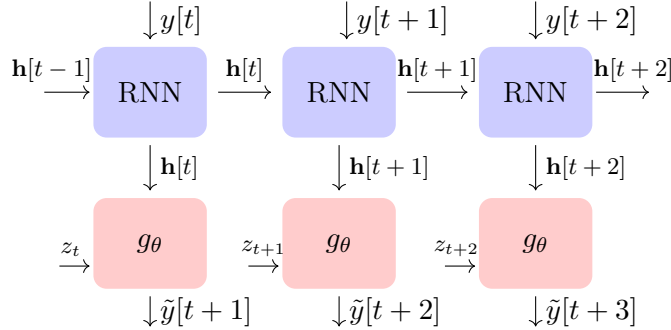 y[t] y[t+1] y[t+2]
h[t−1] h[t] h[t+1] h[t+2]
RNN RNN RNN
h[t] h[t+1] h[t+2]
z_t z_{t+1} z_{t+2}
g_θ g_θ g_θ
ỹ[t+1] ỹ[t+2] ỹ[t+3]